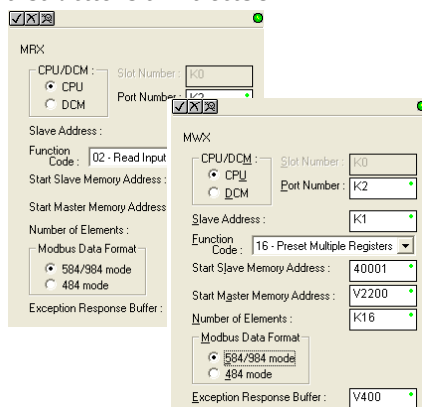 MRX
CPU/DCM :
CPU
DCM
Slot Number : K0
Port Number : K2
Slave Address :
Function Code : 02 - Read Input
Start Slave Memory Address :
Start Master Memory Address
Number of Elements :
Modbus Data Format
584/984 mode
484 mode
Exception Response Buffer :
MWX
CPU/DCM :
CPU
DCM
Slot Number : K0
Port Number : K2
Slave Address : K1
Function Code : 16 - Preset Multiple Registers
Start Slave Memory Address : 40001
Start Master Memory Address : V2200
Number of Elements : K16
Modbus Data Format
584/984 mode
484 mode
Exception Response Buffer : V400